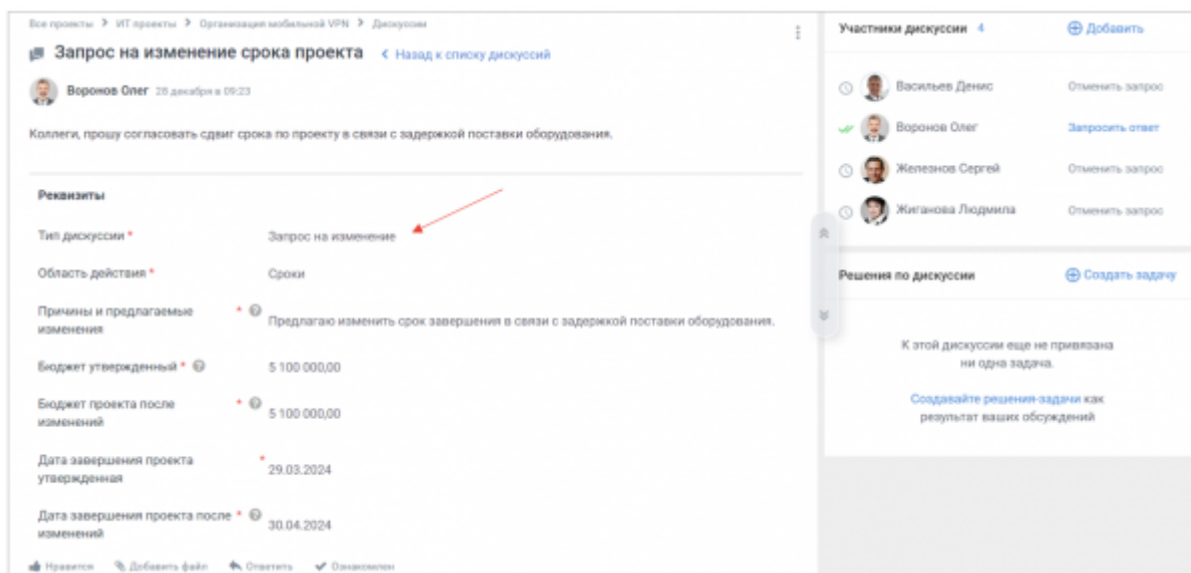 Все проекты > ИТ проекты > Организация мобильной VPN > Дискуссии
Запрос на изменение срока проекта < Назад к списку дискуссий
Воронов Олег 28 декабря в 09:23
Коллеги, прошу согласовать сдвиг срока по проекту в связи с задержкой поставки оборудования.
Реквизиты
Тип дискуссии * Запрос на изменение
Область действия * Сроки
Причины и предлагаемые * ?
изменения
Предлагаю изменить срок завершения в связи с задержкой поставки оборудования.
Бюджет утвержденный * ? 5 100 000,00
Бюджет проекта после * ?
изменений
5 100 000,00
Дата завершения проекта *
утвержденная
29.03.2024
Дата завершения проекта после * ?
изменений
30.04.2024
Нравится Добавить файл Ответить Ознакомлен
Участники дискуссии 4 Добавить
Васильев Денис Отменить запрос
Воронов Олег Запросить ответ
Железнов Сергей Отменить запрос
Жиганова Людмила Отменить запрос
Решения по дискуссии Создать задачу
К этой дискуссии еще не привязана
ни одна задача.
Создавайте решения-задачи как
результат ваших обсуждений